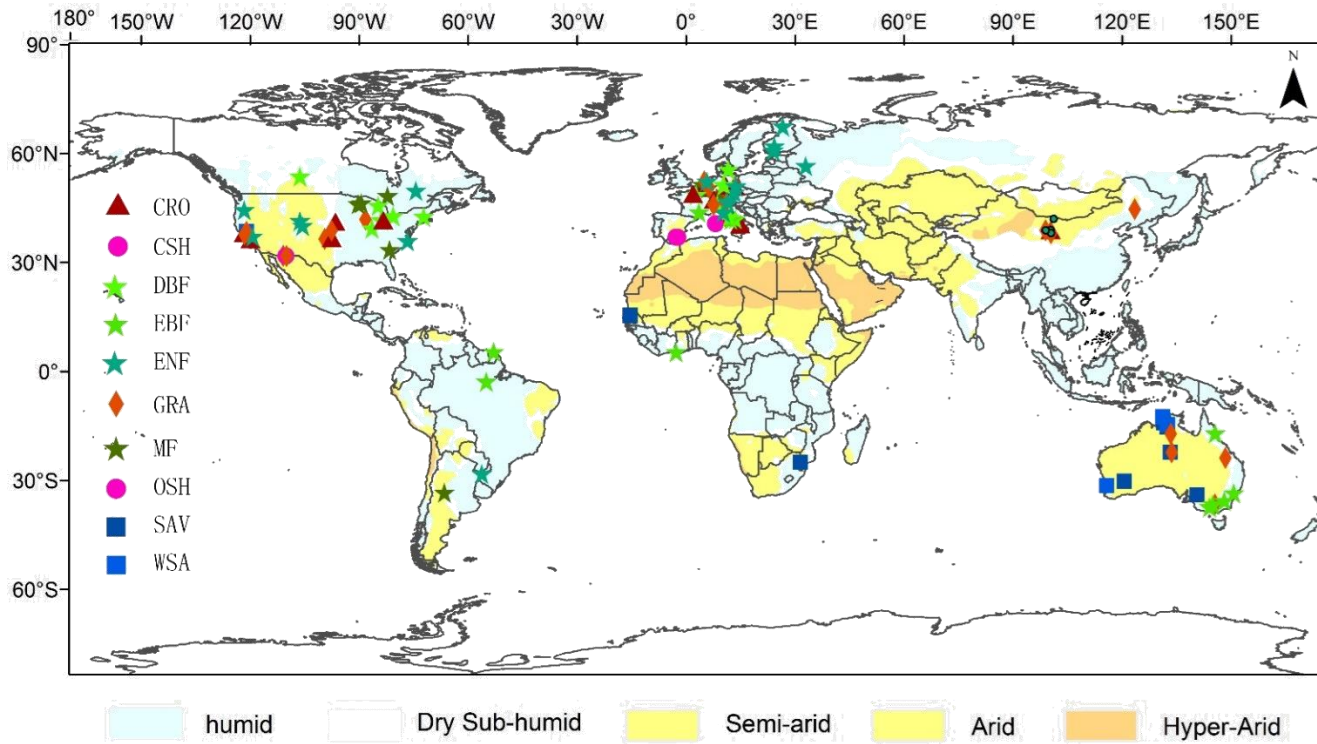 180° 150°W 120°W 90°W 60°W 30°W 0° 30°E 60°E 90°E 120°E 150°E
90°
N
60°N
CRO
CSH
30°N
DBF
EBF
ENF
0°
GRA
MF
30°S
OSH
SAV
WSA
60°S
humid Dry Sub-humid Semi-arid Arid Hyper-Arid